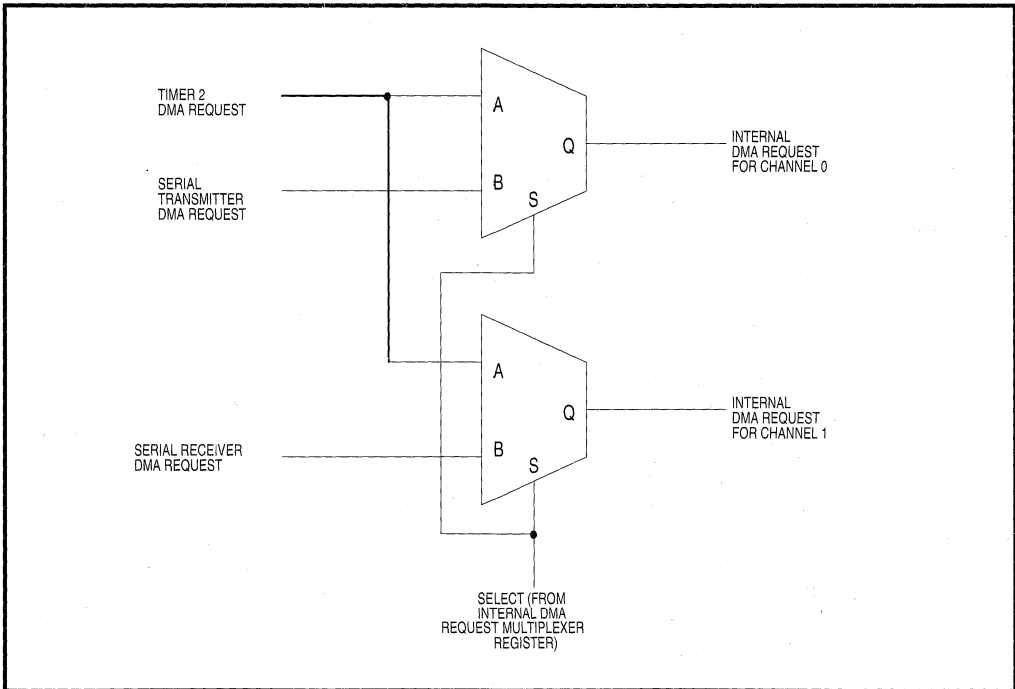 TIMER 2
DMA REQUEST
A
Q
INTERNAL
DMA REQUEST
FOR CHANNEL 0
SERIAL
TRANSMITTER
DMA REQUEST
B
S
A
Q
INTERNAL
DMA REQUEST
FOR CHANNEL 1
SERIAL RECEIVER
DMA REQUEST
B
S
SELECT (FROM
INTERNAL DMA
REQUEST MULTIPLEXER
REGISTER)